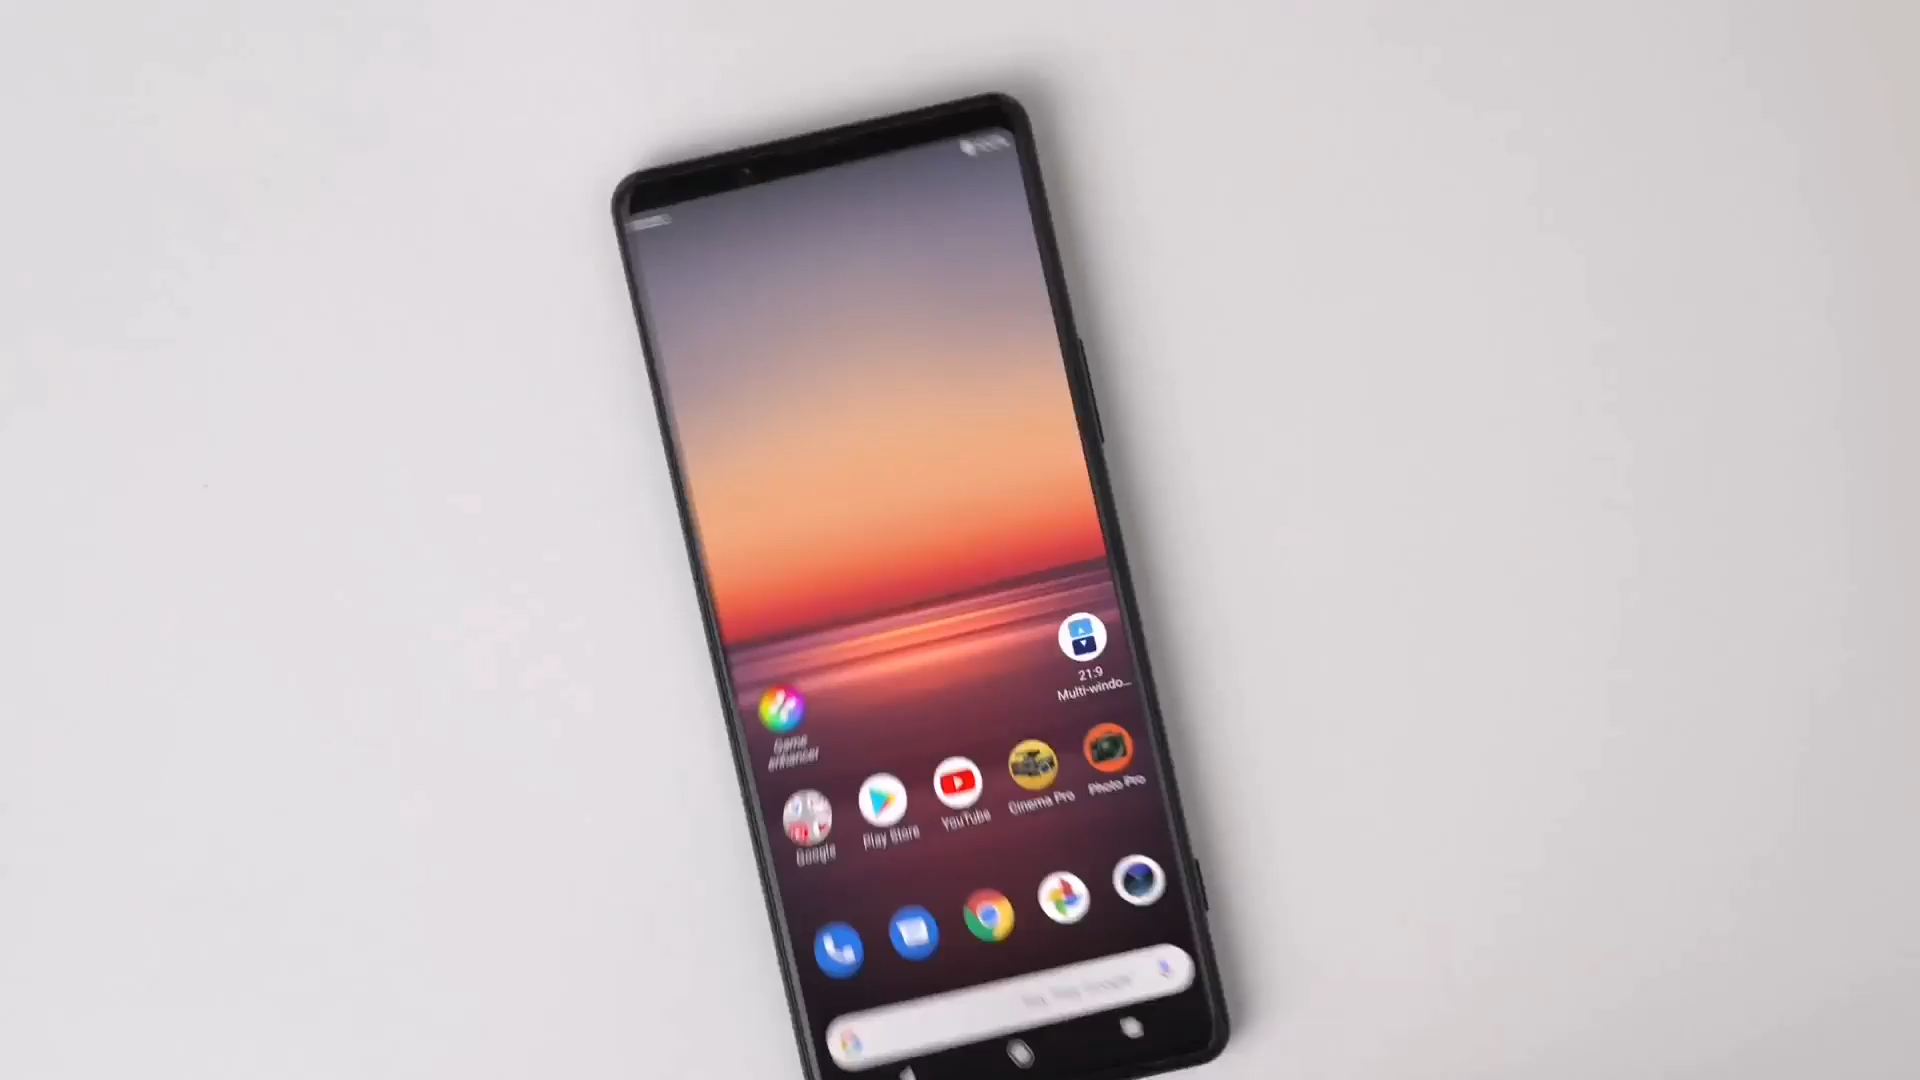 21:9
Multi-windo...
Game
enhancer
Google
Play Store
YouTube
Cinema Pro
Photo Pro